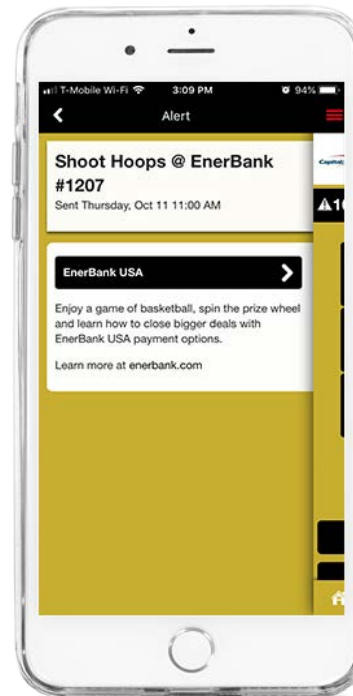 T-Mobile Wi-Fi 3:09 PM 94%
Alert
Shoot Hoops @ EnerBank
#1207
Sent Thursday, Oct 11 11:00 AM
EnerBank USA
Enjoy a game of basketball, spin the prize wheel
and learn how to close bigger deals with
EnerBank USA payment options.
Learn more at enerbank.com